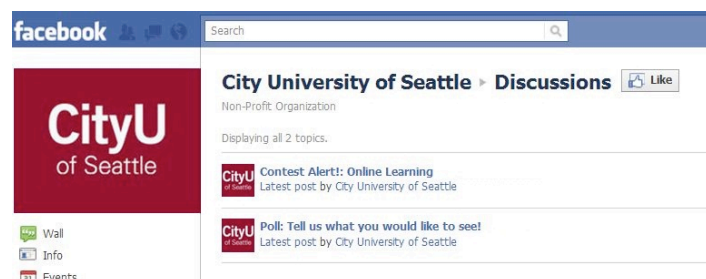 facebook
Search
CityU
of Seattle
City University of Seattle ▸ Discussions
Like
Non-Profit Organization
Displaying all 2 topics.
CityU
of Seattle
Contest Alert!: Online Learning
Latest post by City University of Seattle
CityU
of Seattle
Poll: Tell us what you would like to see!
Latest post by City University of Seattle
Wall
Info
31
Events